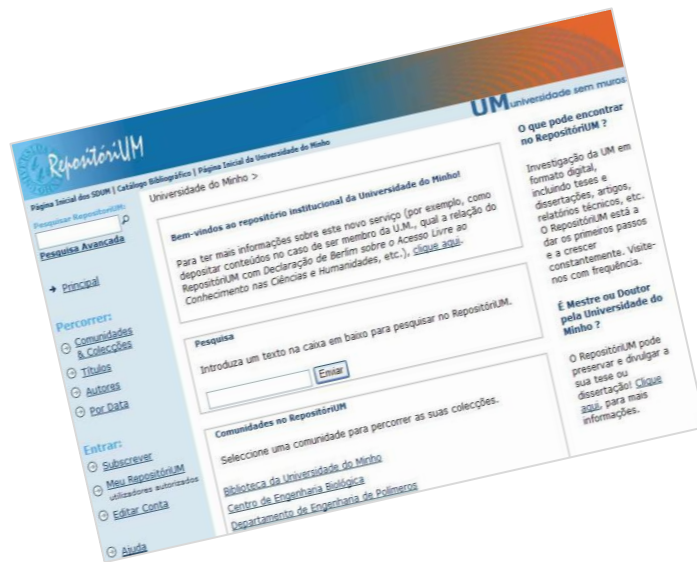 RepositóriUM
UMuniversidade sem muros
Página Inicial dos SDUM | Catálogo Bibliográfico | Página Inicial da Universidade do Minho
Pesquisar RepositoriUM
Pesquisa Avançada
Principal
Percorrer:
Comunidades
& Colecções
Títulos
Autores
Por Data
Entrar:
Subscrever
Meu RepositóriUM
utilizadores autorizados
Editar Conta
Ajuda
Universidade do Minho >
Bem-vindos ao repositório institucional da Universidade do Minho!
Para ter mais informações sobre este novo serviço (por exemplo, como
depositar conteúdos no caso de ser membro da U.M., qual a relação do
RepositóriUM com Declaração de Berlim sobre o Acesso Livre ao
Conhecimento nas Ciências e Humanidades, etc.), clique aqui.
Pesquisa
Introduza um texto na caixa em baixo para pesquisar no RepositóriUM.
Enviar
Comunidades no RepositóriUM
Seleccione uma comunidade para percorrer as suas colecções.
Biblioteca da Universidade do Minho
Centro de Engenharia Biológica
Departamento de Engenharia de Polímeros
O que pode encontrar
no RepositóriUM ?
Investigação da UM em
formato digital,
incluindo teses e
dissertações, artigos,
relatórios técnicos, etc.
O RepositóriUM está a
dar os primeiros passos
e a crescer
constantemente. Visite-
nos com frequência.
É Mestre ou Doutor
pela Universidade do
Minho ?
O RepositóriUM pode
preservar e divulgar a
sua tese ou
dissertação! Clique
aqui, para mais
informações.